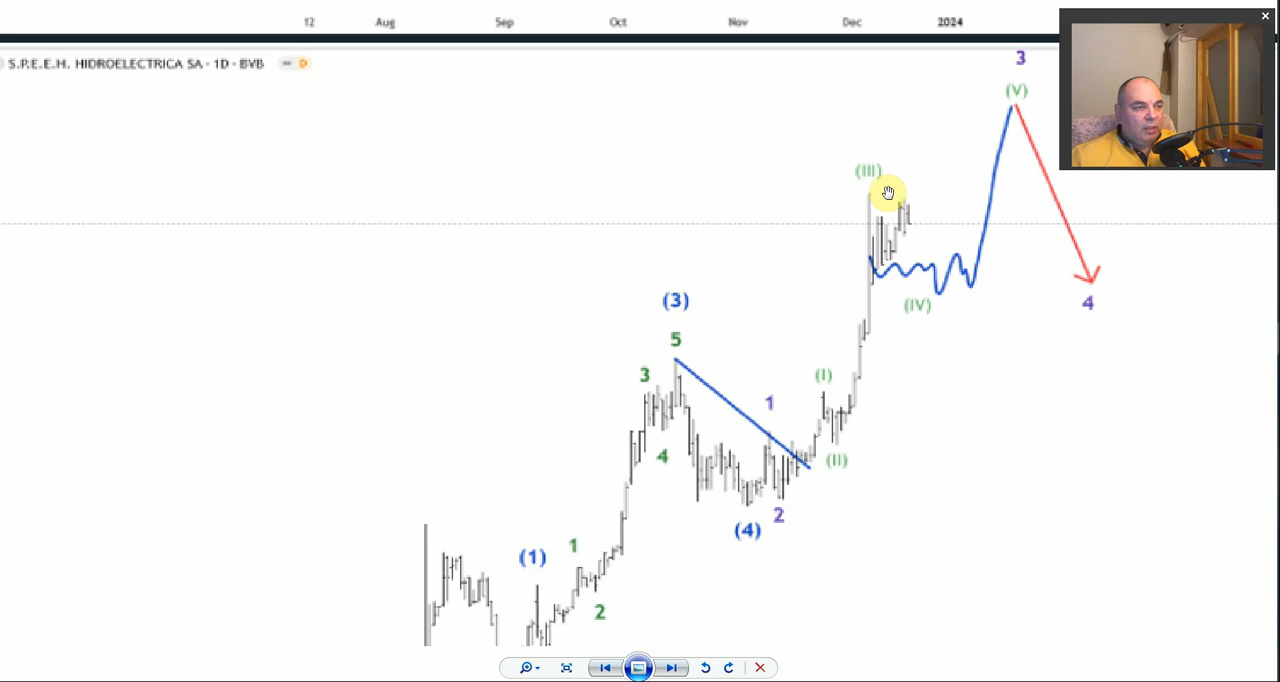 12 Aug Sep Oct Nov Dec 2024
S.P.E.E.H. HIDROELECTRICA SA · 1D · BVB D
3
(V)
(III)
(3)
4
(IV)
5
3
(I)
1
4
(II)
2
(4)
1
(1)
2